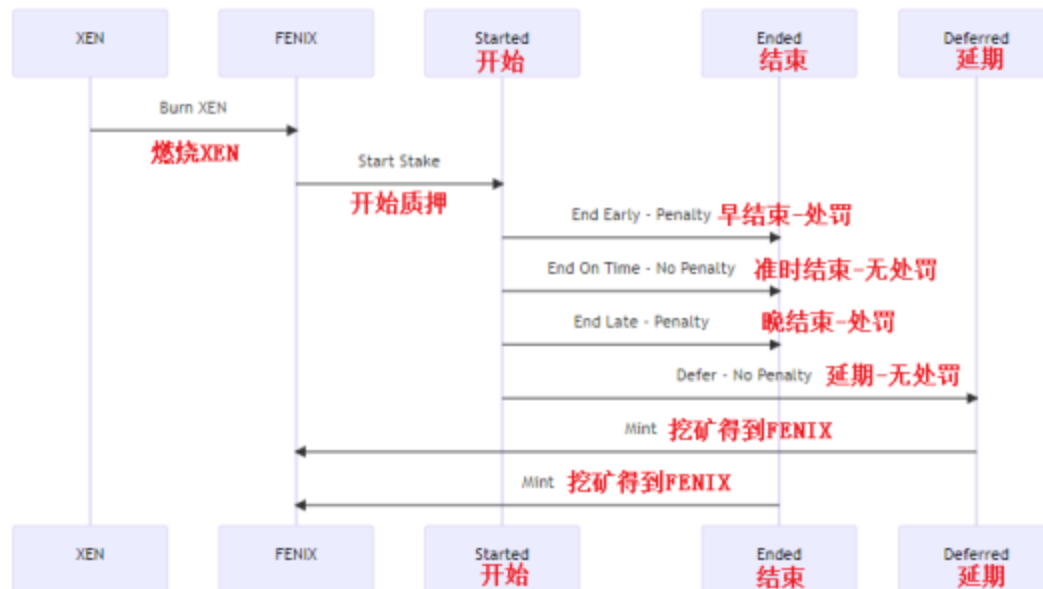 XEN
FENIX
Started
开始
Ended
结束
Deferred
延期
Burn XEN
燃烧XEN
Start Stake
开始质押
End Early - Penalty 早结束-处罚
End On Time - No Penalty 准时结束-无处罚
End Late - Penalty 晚结束-处罚
Defer - No Penalty 延期-无处罚
Mint 挖矿得到FENIX
Mint 挖矿得到FENIX
XEN
FENIX
Started
开始
Ended
结束
Deferred
延期